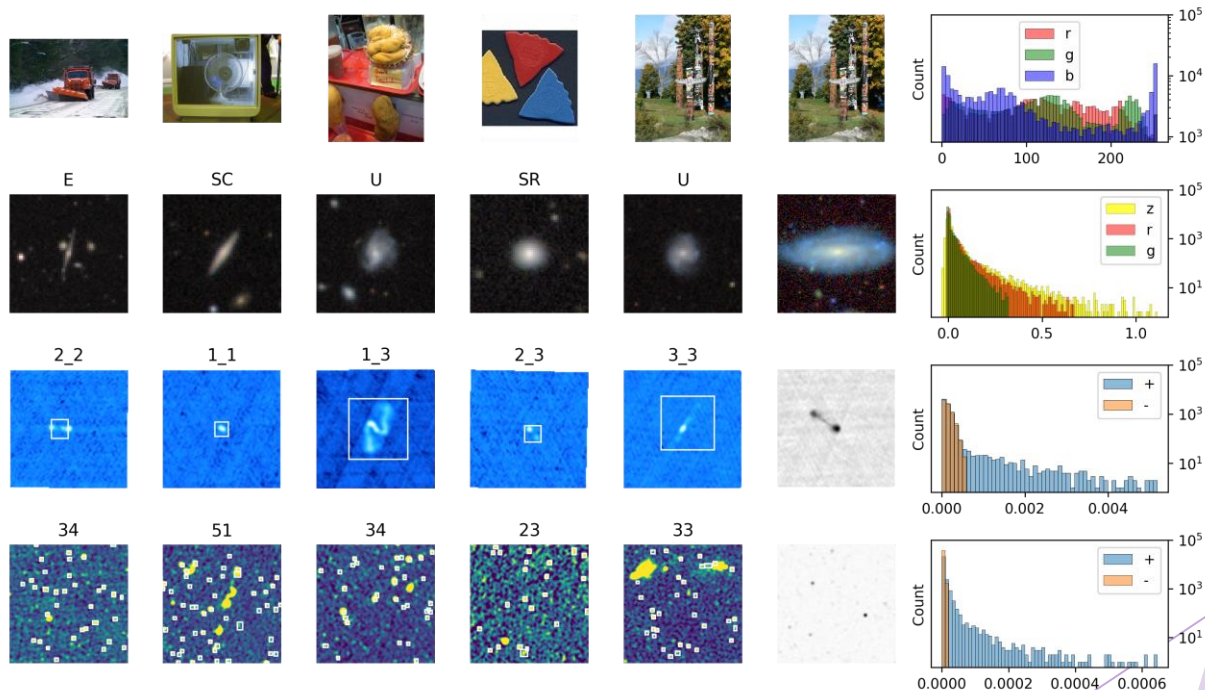 Count
r
g
b
10^5
10^4
10^3
0
100
200
E
SC
U
SR
U
Count
z
r
g
10^5
10^3
10^1
0.0
0.5
1.0
2_2
1_1
1_3
2_3
3_3
Count
+
-
10^5
10^3
10^1
0.000
0.002
0.004
34
51
34
23
33
Count
+
-
10^5
10^3
10^1
0.0000
0.0002
0.0004
0.0006